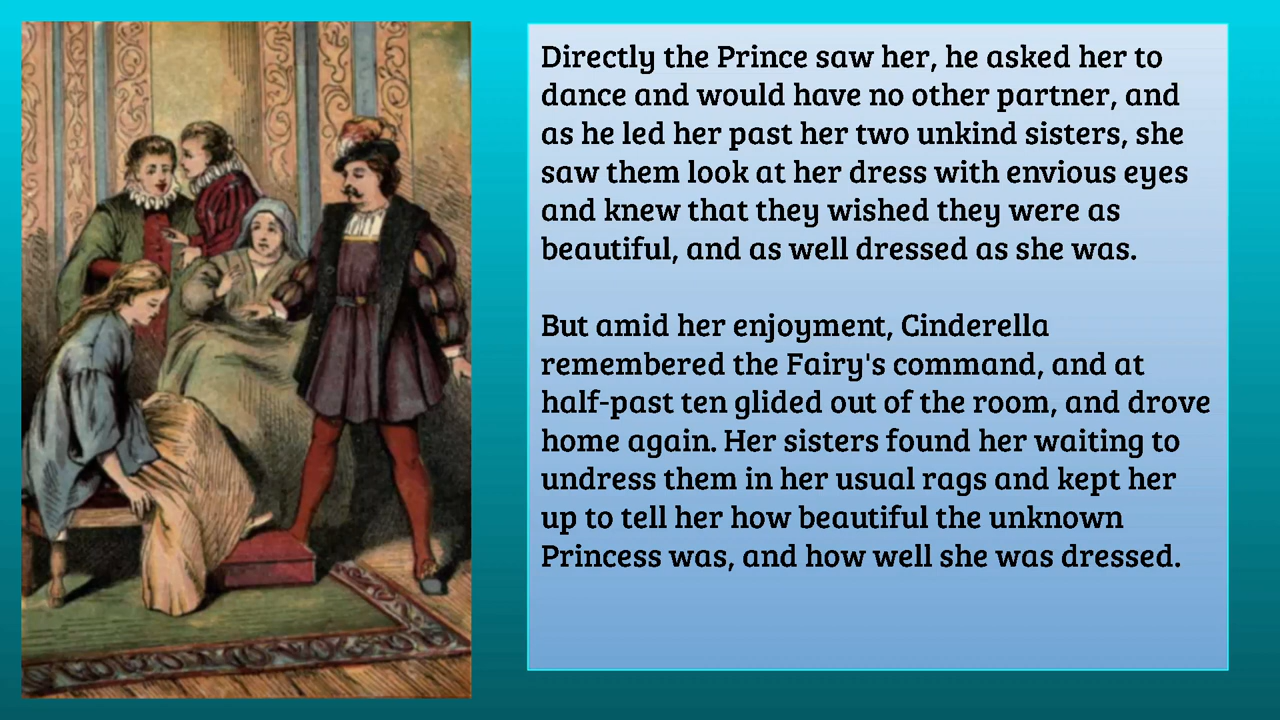 Directly the Prince saw her, he asked her to
dance and would have no other partner, and
as he led her past her two unkind sisters, she
saw them look at her dress with envious eyes
and knew that they wished they were as
beautiful, and as well dressed as she was.
But amid her enjoyment, Cinderella
remembered the Fairy's command, and at
half-past ten glided out of the room, and drove
home again. Her sisters found her waiting to
undress them in her usual rags and kept her
up to tell her how beautiful the unknown
Princess was, and how well she was dressed.